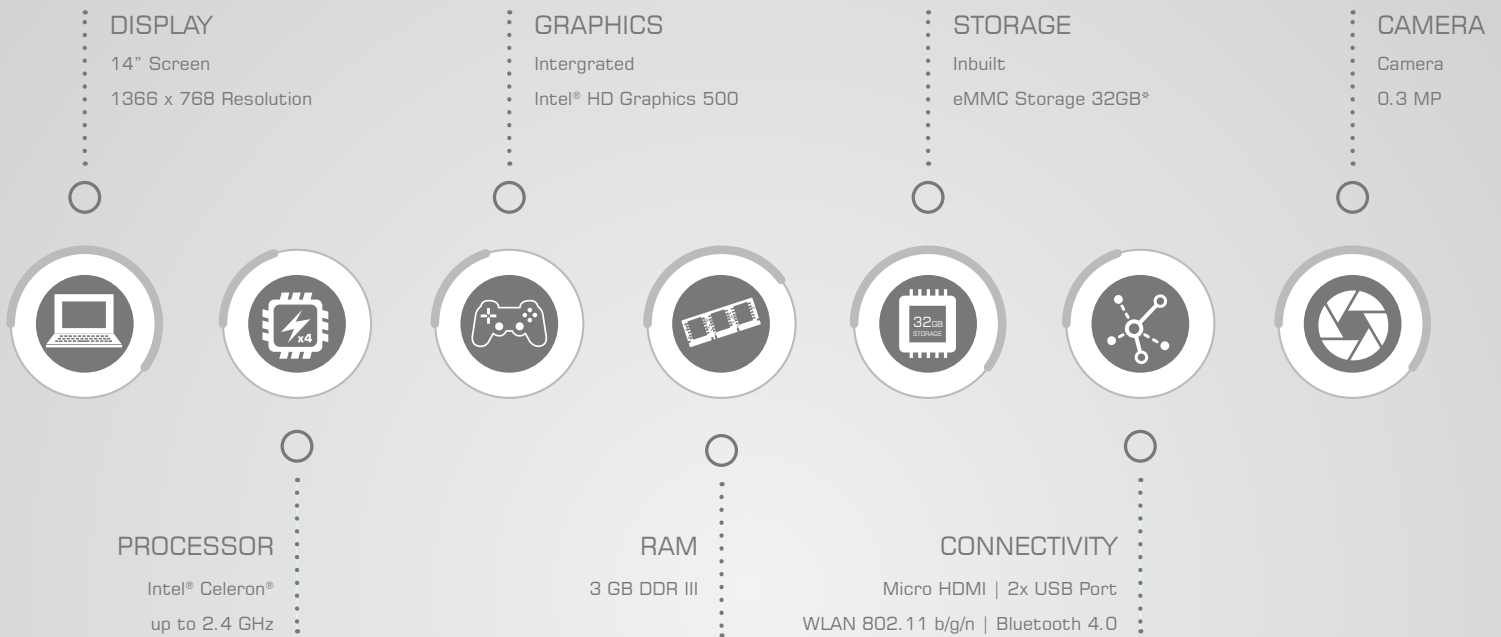 DISPLAY
14” Screen
1366 x 768 Resolution
GRAPHICS
Intergrated
Intel® HD Graphics 500
STORAGE
Inbuilt
eMMC Storage 32GB*
CAMERA
Camera
0.3 MP
x4
32GB
STORAGE
PROCESSOR
Intel® Celeron®
up to 2.4 GHz
RAM
3 GB DDR III
CONNECTIVITY
Micro HDMI | 2x USB Port
WLAN 802.11 b/g/n | Bluetooth 4.0